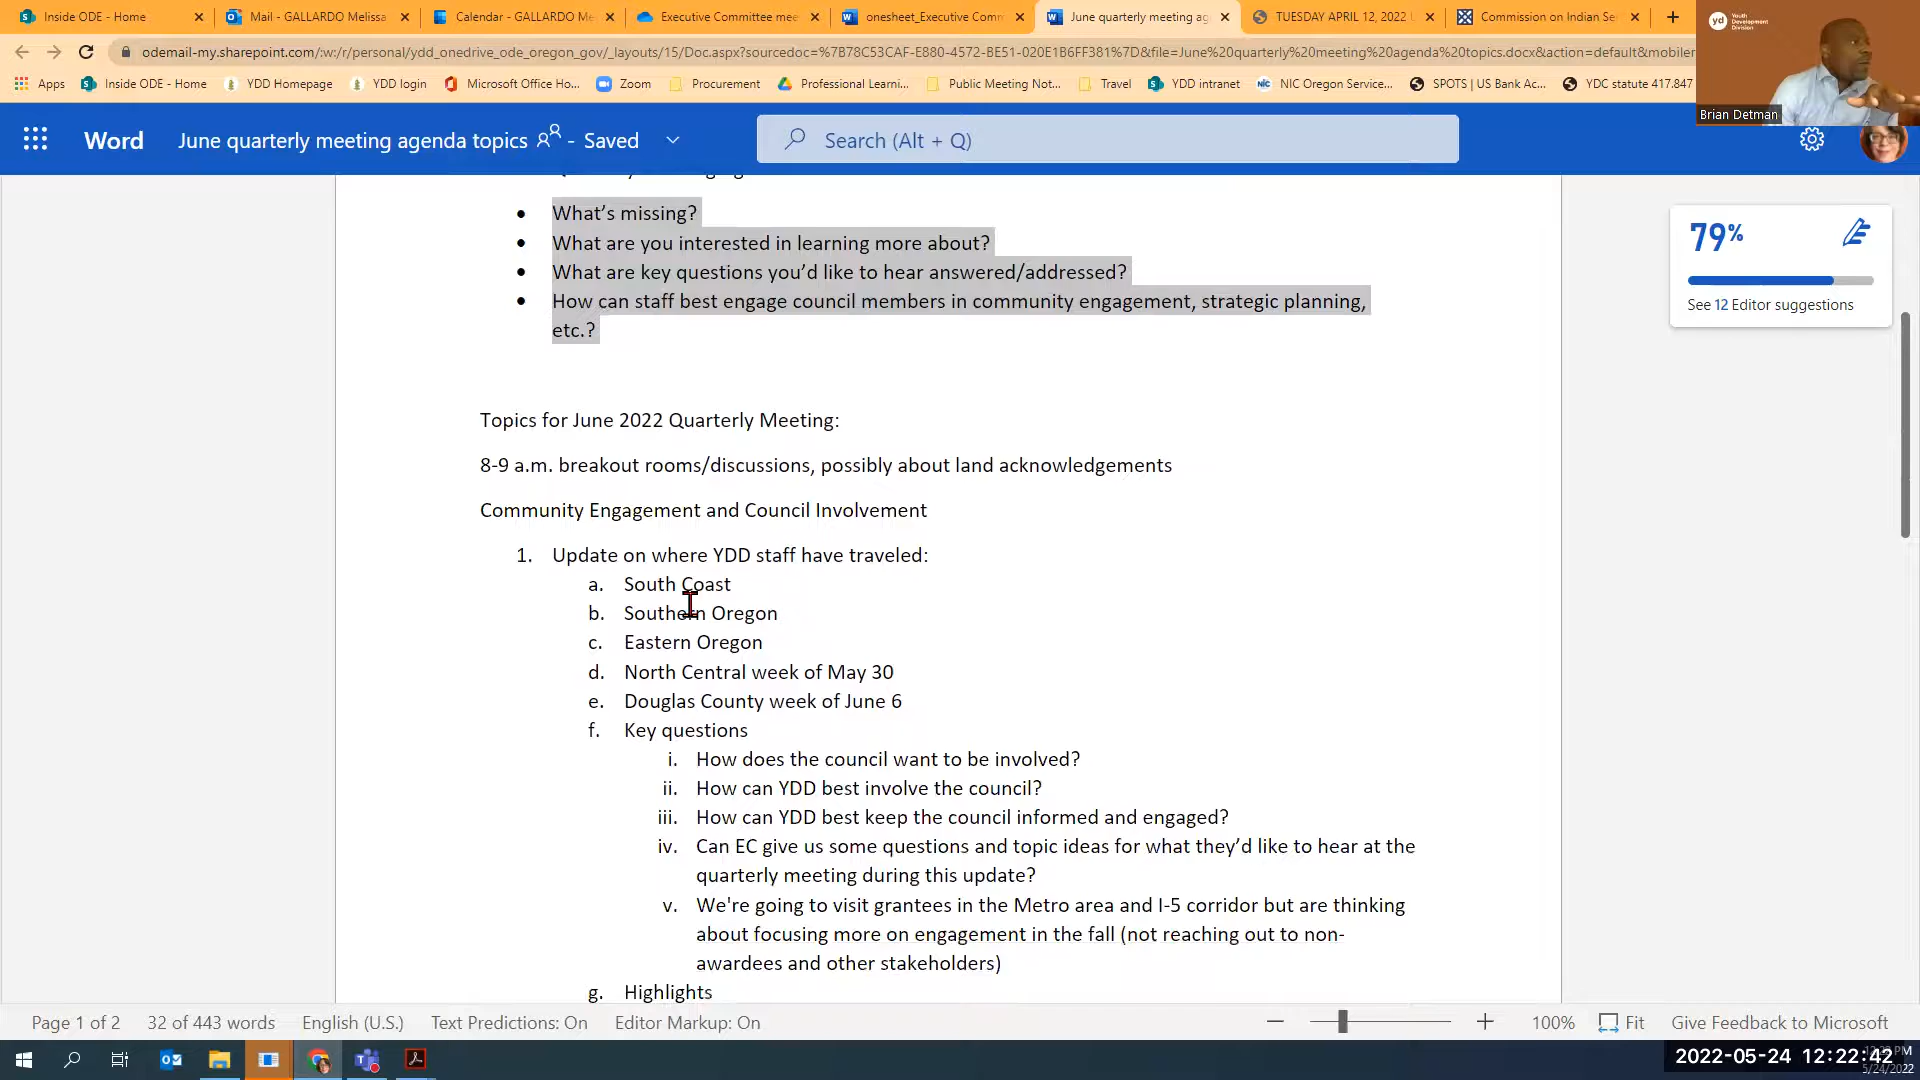 Inside ODE - Home
Mail - GALLARDO Melissa
Calendar - GALLARDO Me
Executive Committee mee
onesheet_Executive Comm
June quarterly meeting ag
TUESDAY APRIL 12, 2022
Commission on Indian Se
odemail-my.sharepoint.com/:w:/r/personal/ydd_onedrive_ode_oregon_gov/_layouts/15/Doc.aspx?sourcedoc=%7B78C53CAF-E880-4572-BE51-020E1B6FF381%7D&file=June%20quarterly%20meeting%20agenda%20topics.docx&action=default&mobiler
Apps
Inside ODE - Home
YDD Homepage
YDD login
Microsoft Office Ho...
Zoom
Procurement
Professional Learni...
Public Meeting Not...
Travel
YDD intranet
NIC Oregon Service...
SPOTS | US Bank Ac...
YDC statute 417.847
yd Youth Development Division
Brian Detman
Word
June quarterly meeting agenda topics - Saved
Search (Alt + Q)
• What's missing?
• What are you interested in learning more about?
• What are key questions you'd like to hear answered/addressed?
• How can staff best engage council members in community engagement, strategic planning,
etc.?
79%
See 12 Editor suggestions
Topics for June 2022 Quarterly Meeting:
8-9 a.m. breakout rooms/discussions, possibly about land acknowledgements
Community Engagement and Council Involvement
1. Update on where YDD staff have traveled:
a. South Coast
b. Southern Oregon
c. Eastern Oregon
d. North Central week of May 30
e. Douglas County week of June 6
f. Key questions
i. How does the council want to be involved?
ii. How can YDD best involve the council?
iii. How can YDD best keep the council informed and engaged?
iv. Can EC give us some questions and topic ideas for what they'd like to hear at the
quarterly meeting during this update?
v. We're going to visit grantees in the Metro area and I-5 corridor but are thinking
about focusing more on engagement in the fall (not reaching out to non-
awardees and other stakeholders)
g. Highlights
Page 1 of 2
32 of 443 words
English (U.S.)
Text Predictions: On
Editor Markup: On
100%
Fit
Give Feedback to Microsoft
2022-05-24 12:22:42
5/24/2022